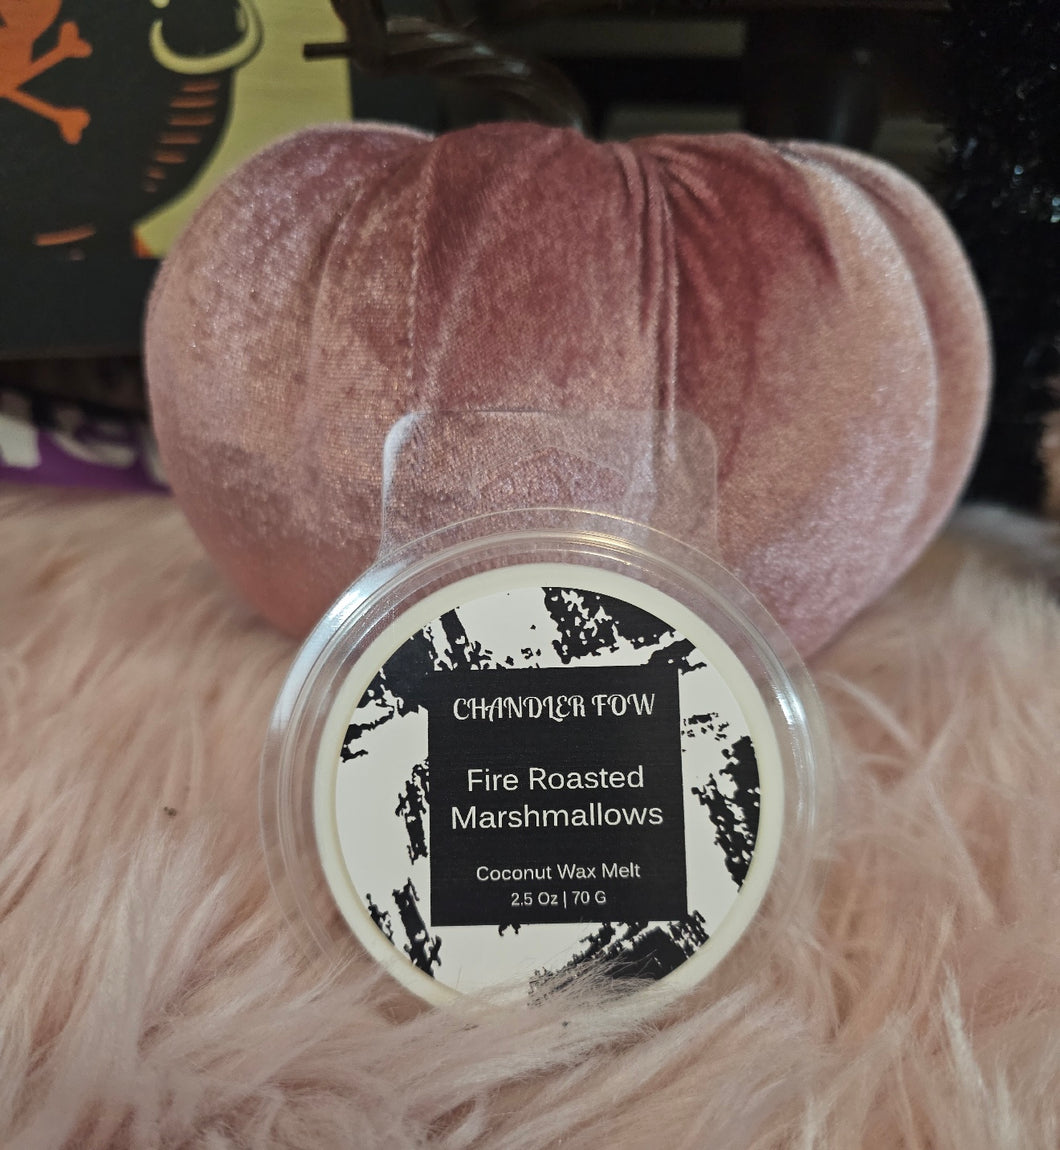 CHANDLER FOW
Fire Roasted
Marshmallows
Coconut Wax Melt
2.5 Oz | 70 G